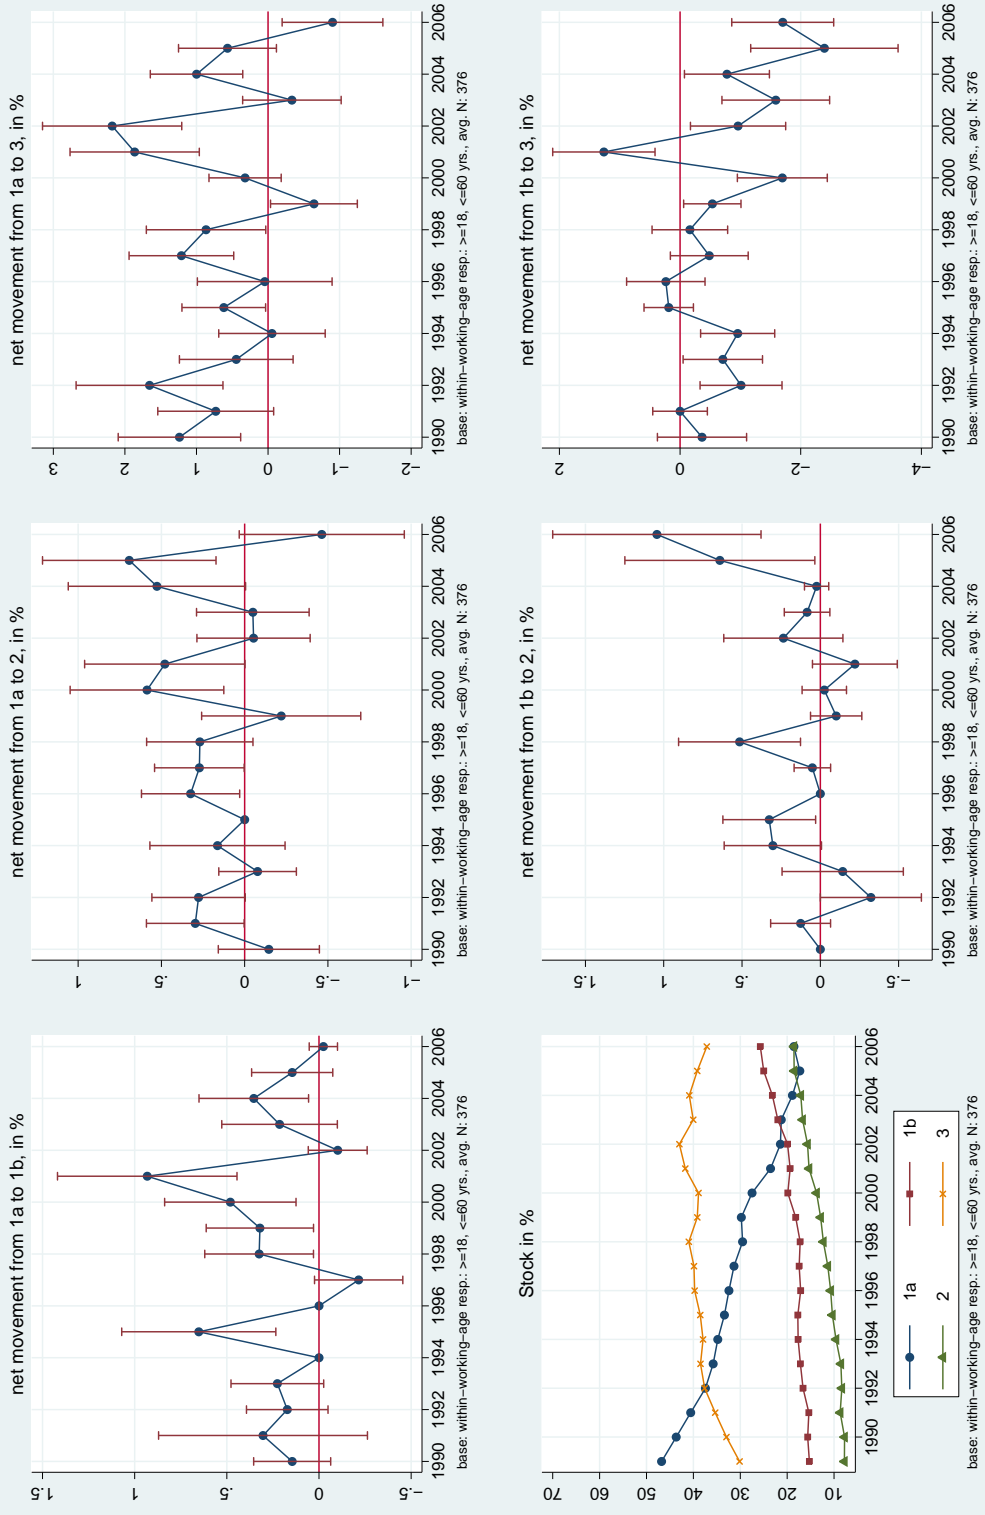 net movement from 1a to 1b, in %
1.5
1
.5
0
−.5
1990 1992 1994 1996 1998 2000 2002 2004 2006
base: within−working−age resp.: >=18, <=60 yrs., avg. N: 376
net movement from 1a to 2, in %
1
.5
0
−.5
−1
1990 1992 1994 1996 1998 2000 2002 2004 2006
base: within−working−age resp.: >=18, <=60 yrs., avg. N: 376
net movement from 1a to 3, in %
3
2
1
0
−1
−2
1990 1992 1994 1996 1998 2000 2002 2004 2006
base: within−working−age resp.: >=18, <=60 yrs., avg. N: 376
Stock in %
70
60
50
40
30
20
10
1990 1992 1994 1996 1998 2000 2002 2004 2006
1a 1b
2 3
base: within−working−age resp.: >=18, <=60 yrs., avg. N: 376
net movement from 1b to 2, in %
1.5
1
.5
0
−.5
1990 1992 1994 1996 1998 2000 2002 2004 2006
base: within−working−age resp.: >=18, <=60 yrs., avg. N: 376
net movement from 1b to 3, in %
2
0
−2
−4
1990 1992 1994 1996 1998 2000 2002 2004 2006
base: within−working−age resp.: >=18, <=60 yrs., avg. N: 376